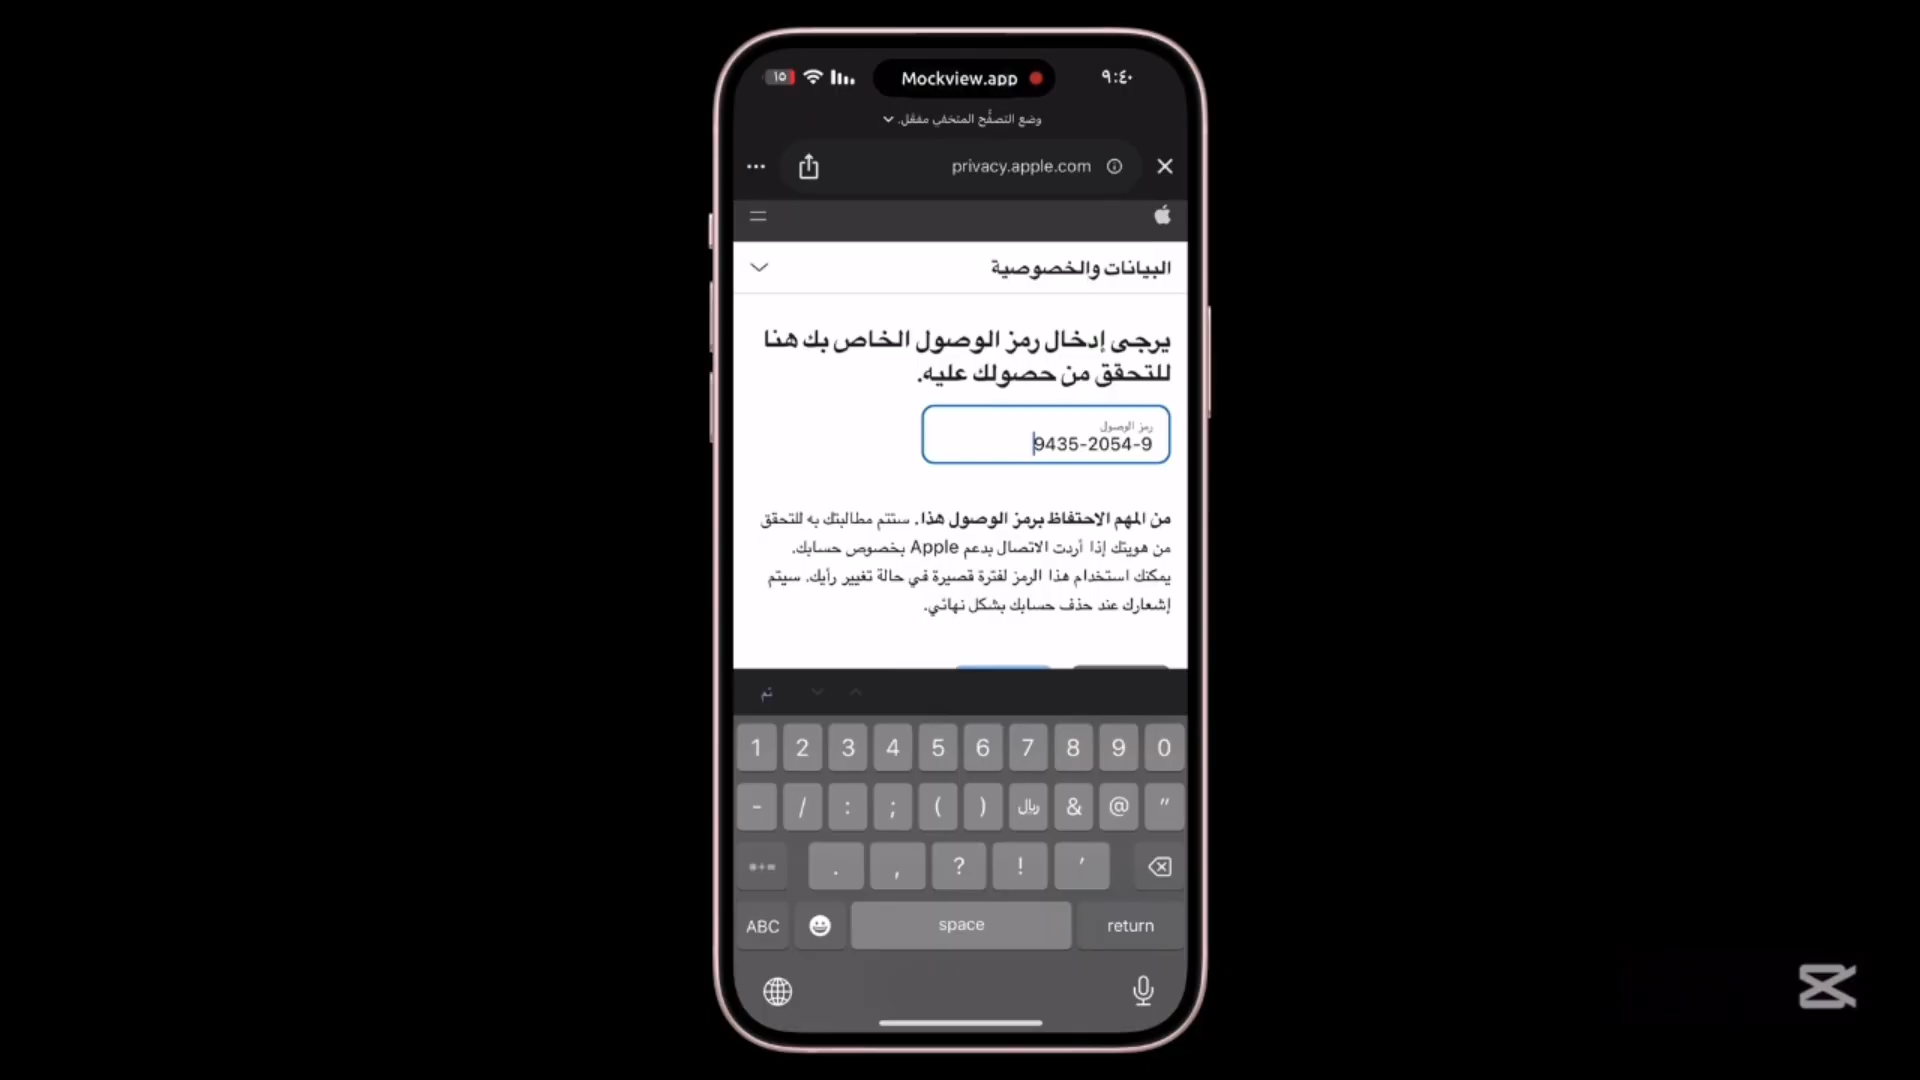 ١٥
Mockview.app
٩:٤٠
وضع التصفُّح المتخفي مفعَّل.
privacy.apple.com
البيانات والخصوصية
يرجى إدخال رمز الوصول الخاص بك هنا
للتحقق من حصولك عليه.
رمز الوصول
9435-2054-9
من المهم الاحتفاظ برمز الوصول هذا. ستتم مطالبتك به للتحقق
من هويتك إذا أردت الاتصال بدعم Apple بخصوص حسابك.
يمكنك استخدام هذا الرمز لفترة قصيرة في حالة تغيير رأيك. سيتم
إشعارك عند حذف حسابك بشكل نهائي.
تم
1 2 3 4 5 6 7 8 9 0
- / : ; ( ) ريال & @ "
#+= . , ? ! '
ABC space return